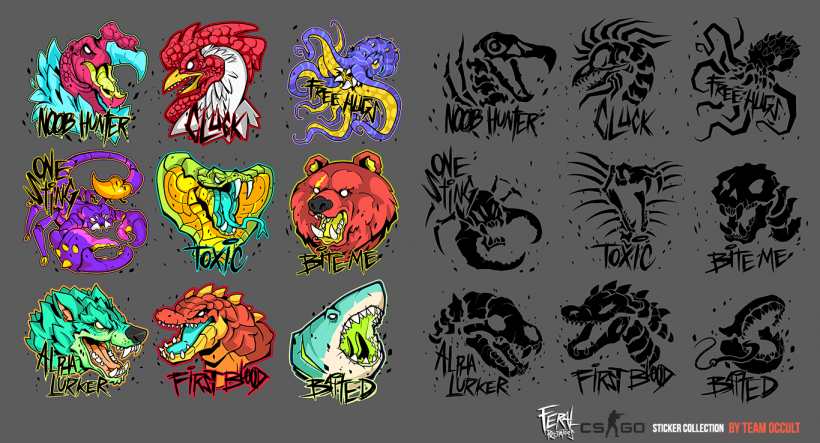 NOOB HUNTER
CLUCK
FREE HUGS
ONE
STING
TOXIC
BITE ME
ALPHA
LURKER
FIRST BLOOD
BAITED
NOOB HUNTER
CLUCK
FREE HUGS
ONE
STING
TOXIC
BITE ME
ALPHA
LURKER
FIRST BLOOD
BAITED
FERAL
PREDATORS
CS GO STICKER COLLECTION BY TEAM OCCULT